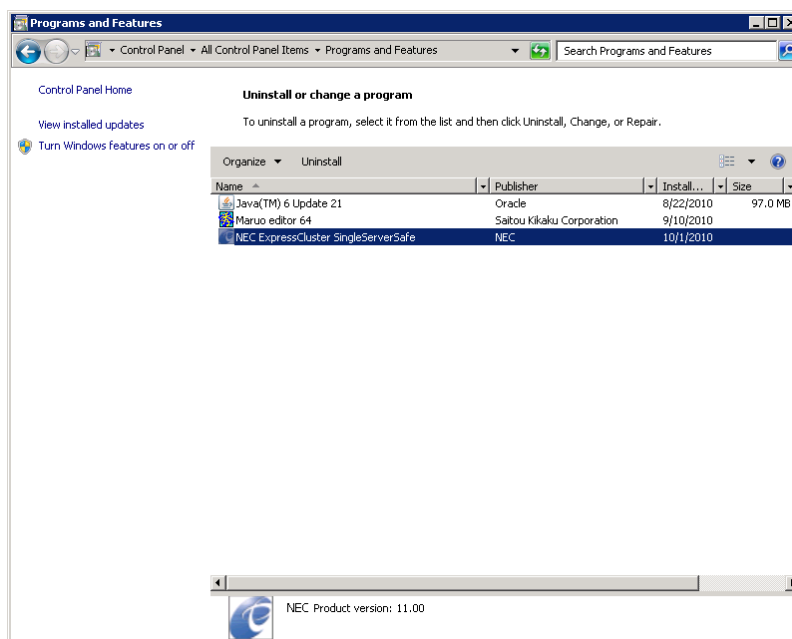 Programs and Features
Control Panel All Control Panel Items Programs and Features Search Programs and Features
Control Panel Home
Uninstall or change a program
View installed updates
To uninstall a program, select it from the list and then click Uninstall, Change, or Repair.
Turn Windows features on or off
Organize Uninstall
Name Publisher Install... Size
Java(TM) 6 Update 21 Oracle 8/22/2010 97.0 MB
Maruo editor 64 Saitou Kikaku Corporation 9/10/2010
NEC ExpressCluster SingleServerSafe NEC 10/1/2010
NEC Product version: 11.00